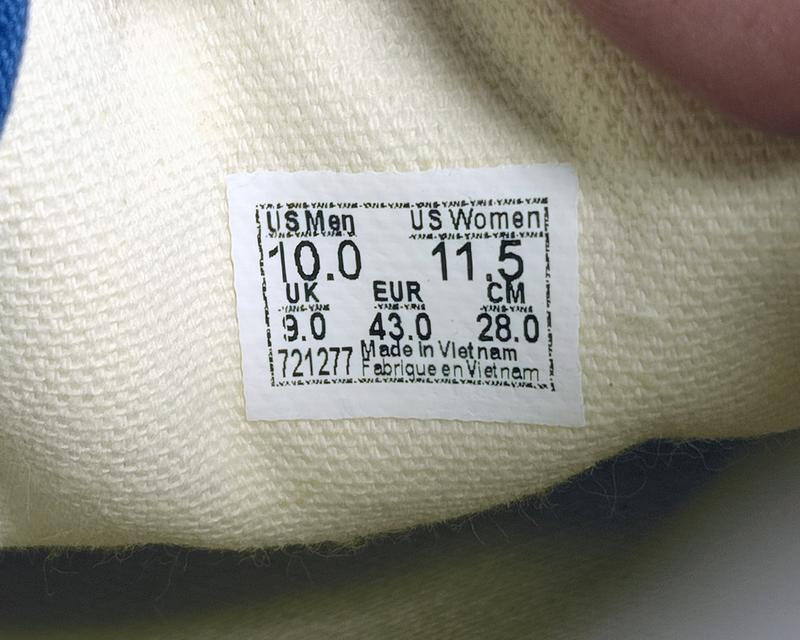 US Men US Women
10.0 11.5
UK EUR CM
9.0 43.0 28.0
721277 Made in Vietnam
Fabrique en Vietnam